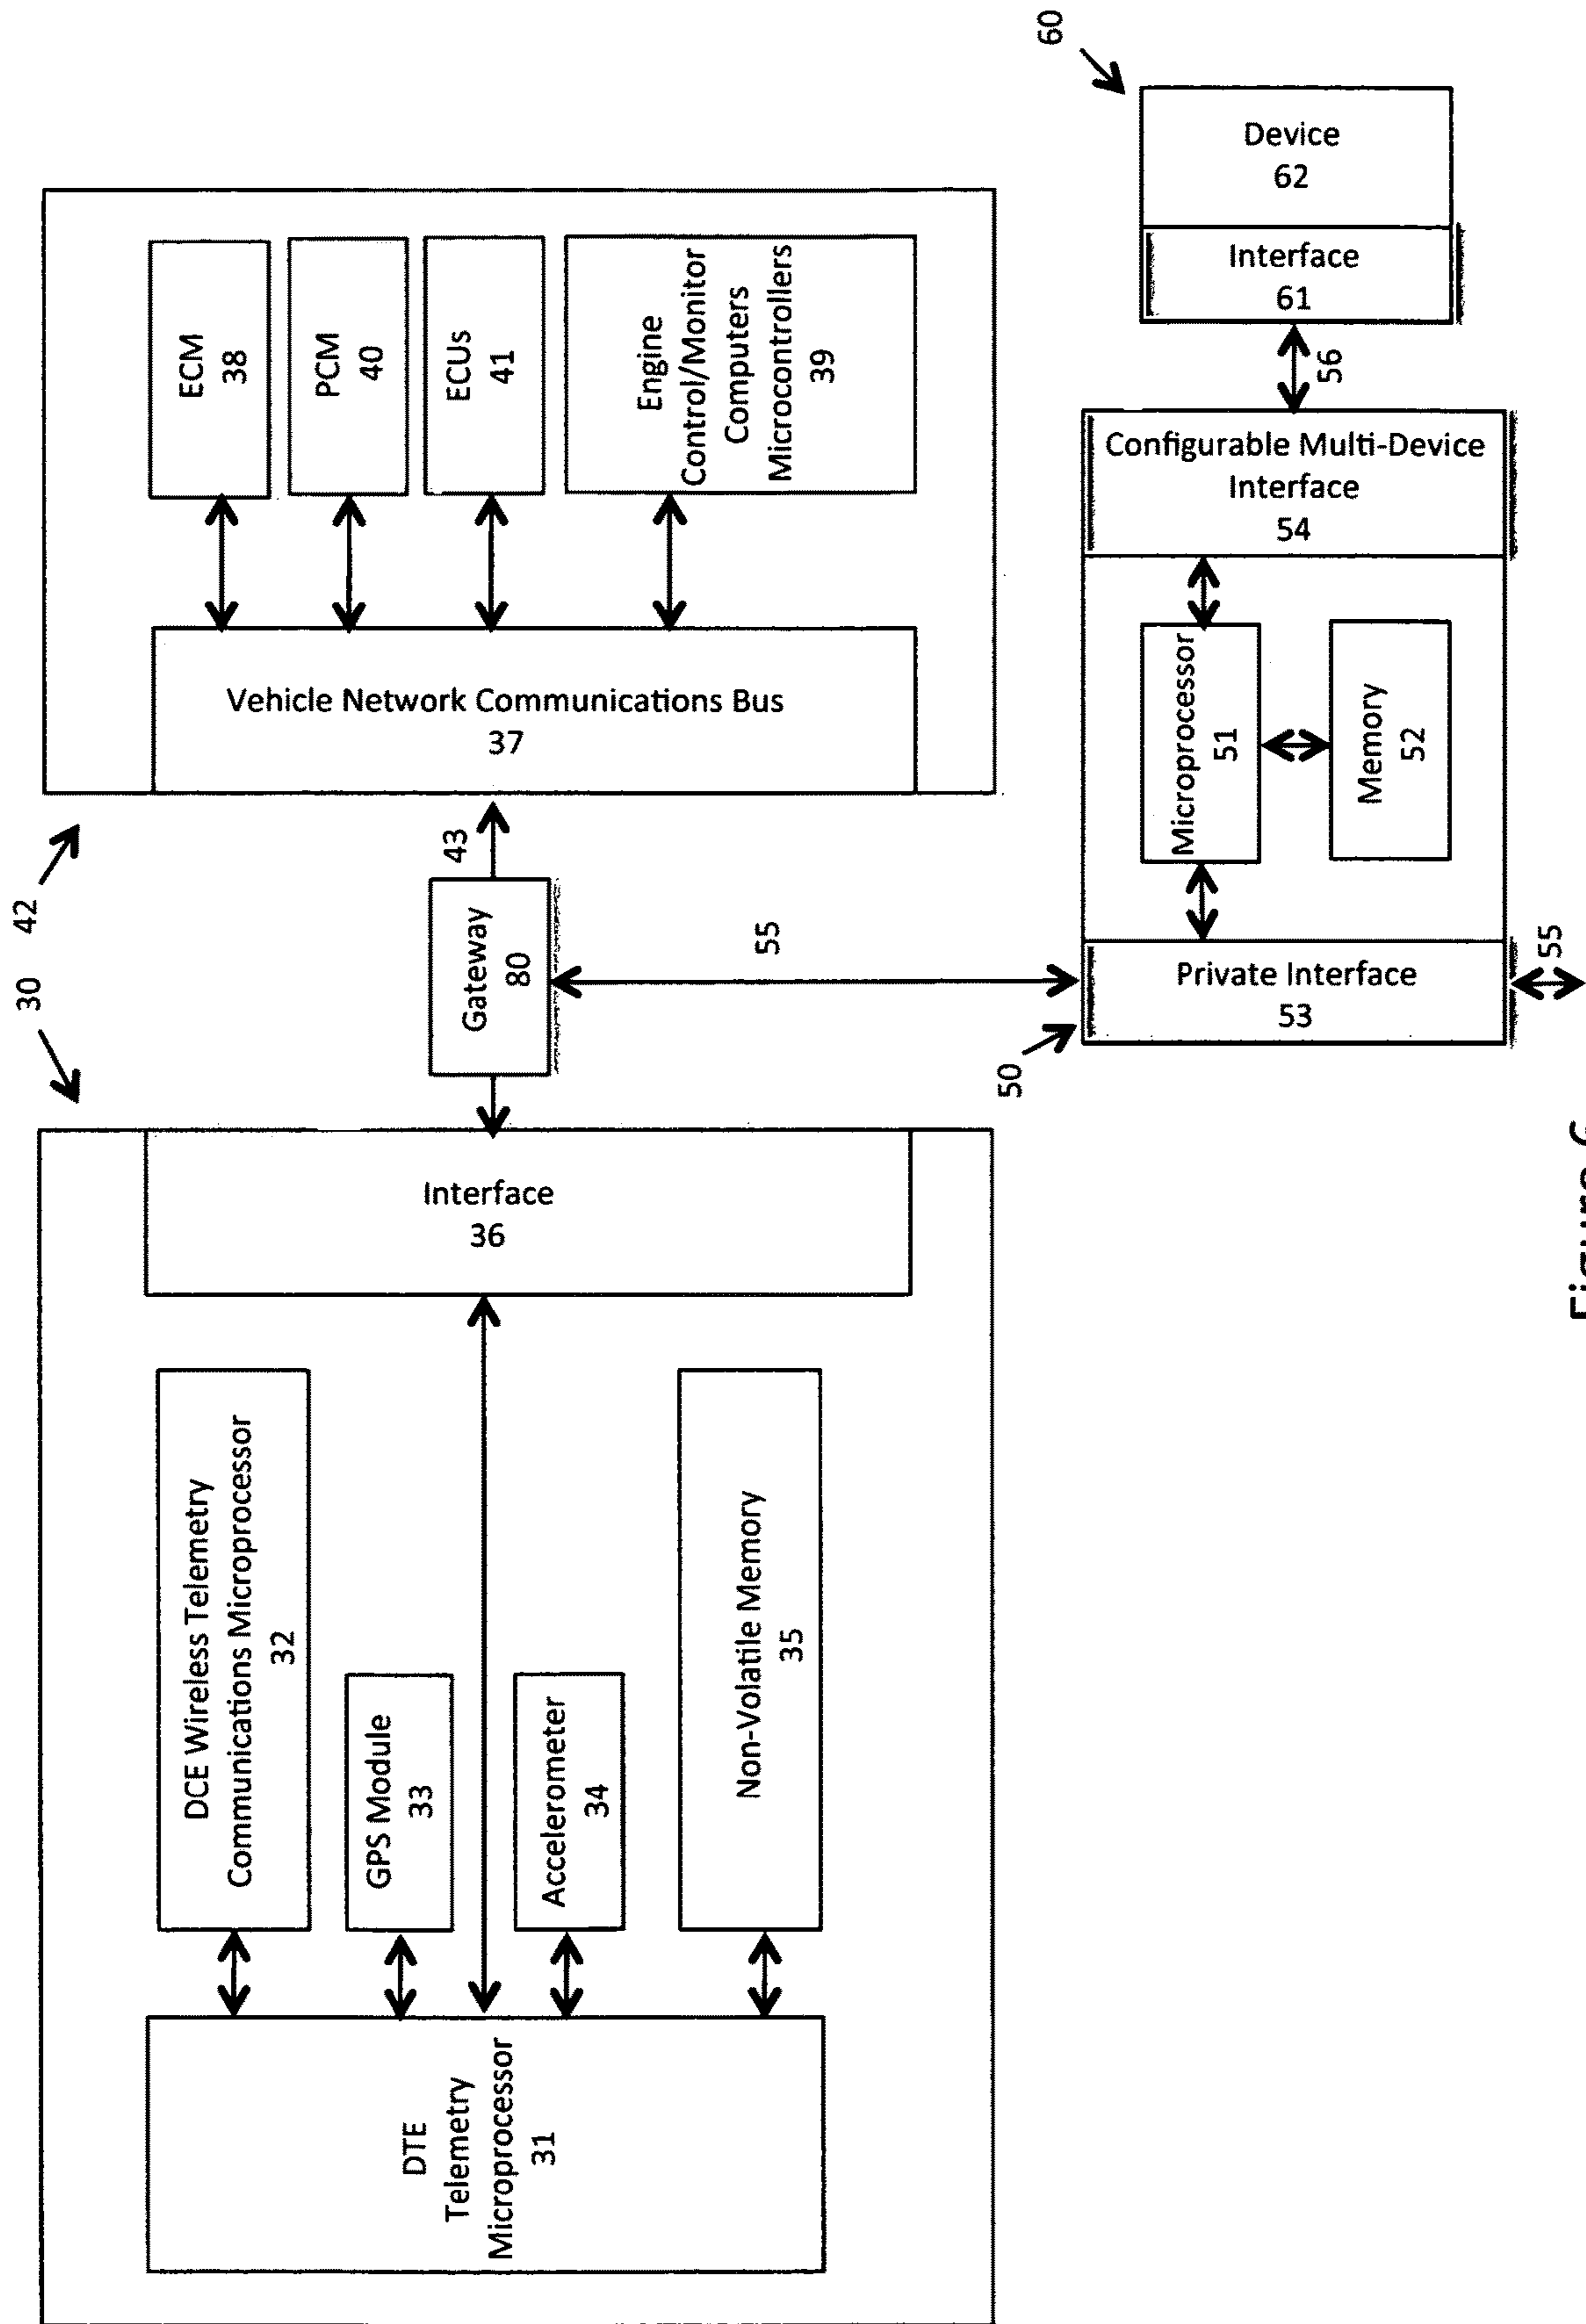 30
DTE
Telemetry
Microprocessor
31
DCE Wireless Telemetry
Communications Microprocessor
32
GPS Module
33
Accelerometer
34
Non-Volatile Memory
35
Interface
36
Gateway
80
43
42
Vehicle Network Communications Bus
37
ECM
38
PCM
40
ECUs
41
Engine
Control/Monitor
Computers
Microcontrollers
39
55
50
Private Interface
53
55
Microprocessor
51
Memory
52
Configurable Multi-Device
Interface
54
56
60
Interface
61
Device
62
Figure 6